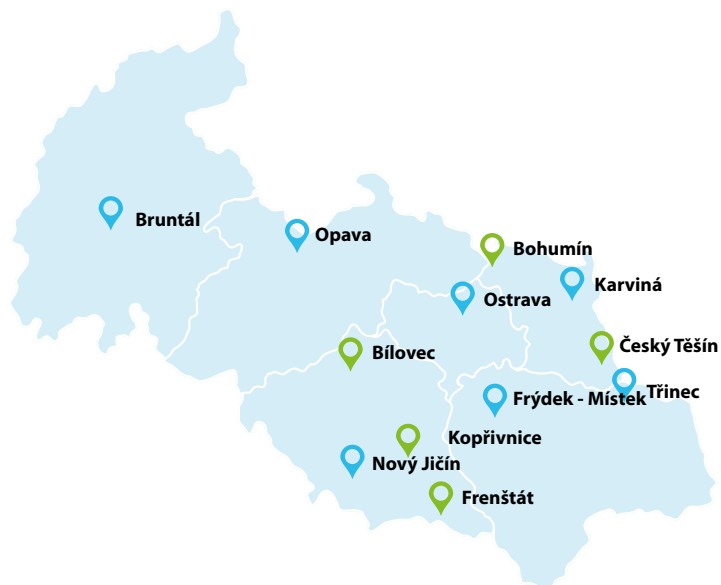 Bruntál
Opava
Bohumín
Karviná
Ostrava
Český Těšín
Bílovec
Třinec
Frýdek - Místek
Kopřivnice
Nový Jičín
Frenštát